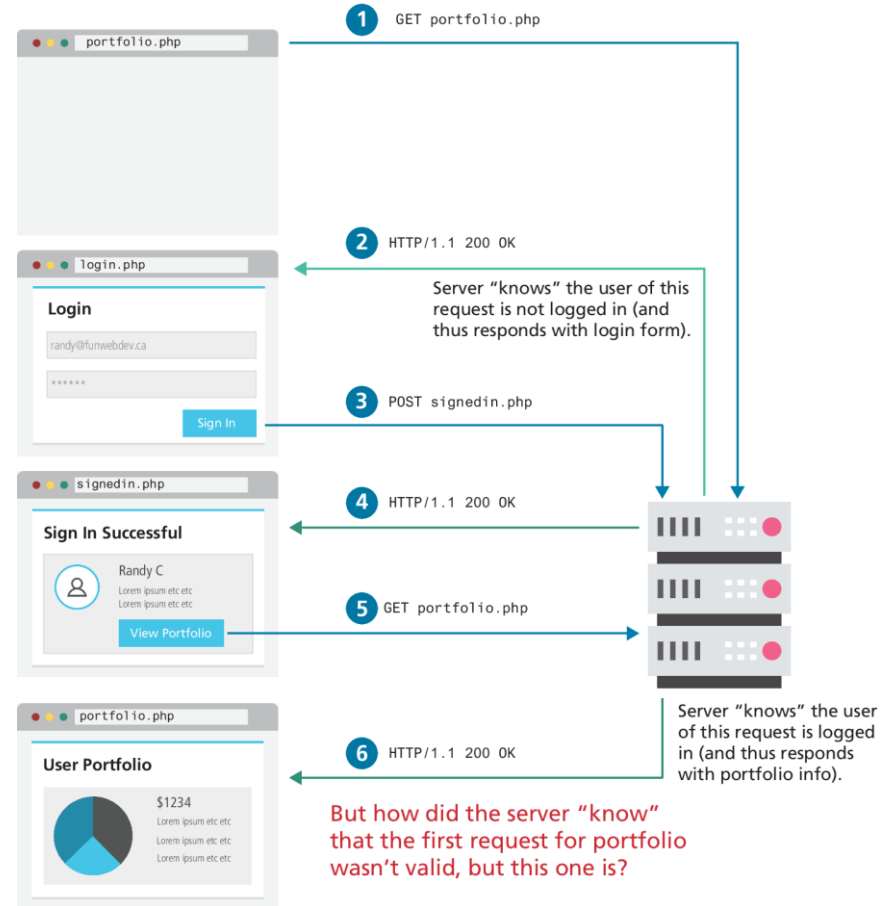 1 GET portfolio.php
portfolio.php
2 HTTP/1.1 200 OK
login.php
Server “knows” the user of this
request is not logged in (and
thus responds with login form).
Login
randy@funwebdev.ca
******
3 POST signedin.php
Sign In
signedin.php
4 HTTP/1.1 200 OK
Sign In Successful
Randy C
Lorem ipsum etc etc
Lorem ipsum etc etc
View Portfolio
5 GET portfolio.php
portfolio.php
Server “knows” the user
of this request is logged
in (and thus responds
with portfolio info).
6 HTTP/1.1 200 OK
User Portfolio
$1234
Lorem ipsum etc etc
Lorem ipsum etc etc
Lorem ipsum etc etc
But how did the server “know”
that the first request for portfolio
wasn’t valid, but this one is?